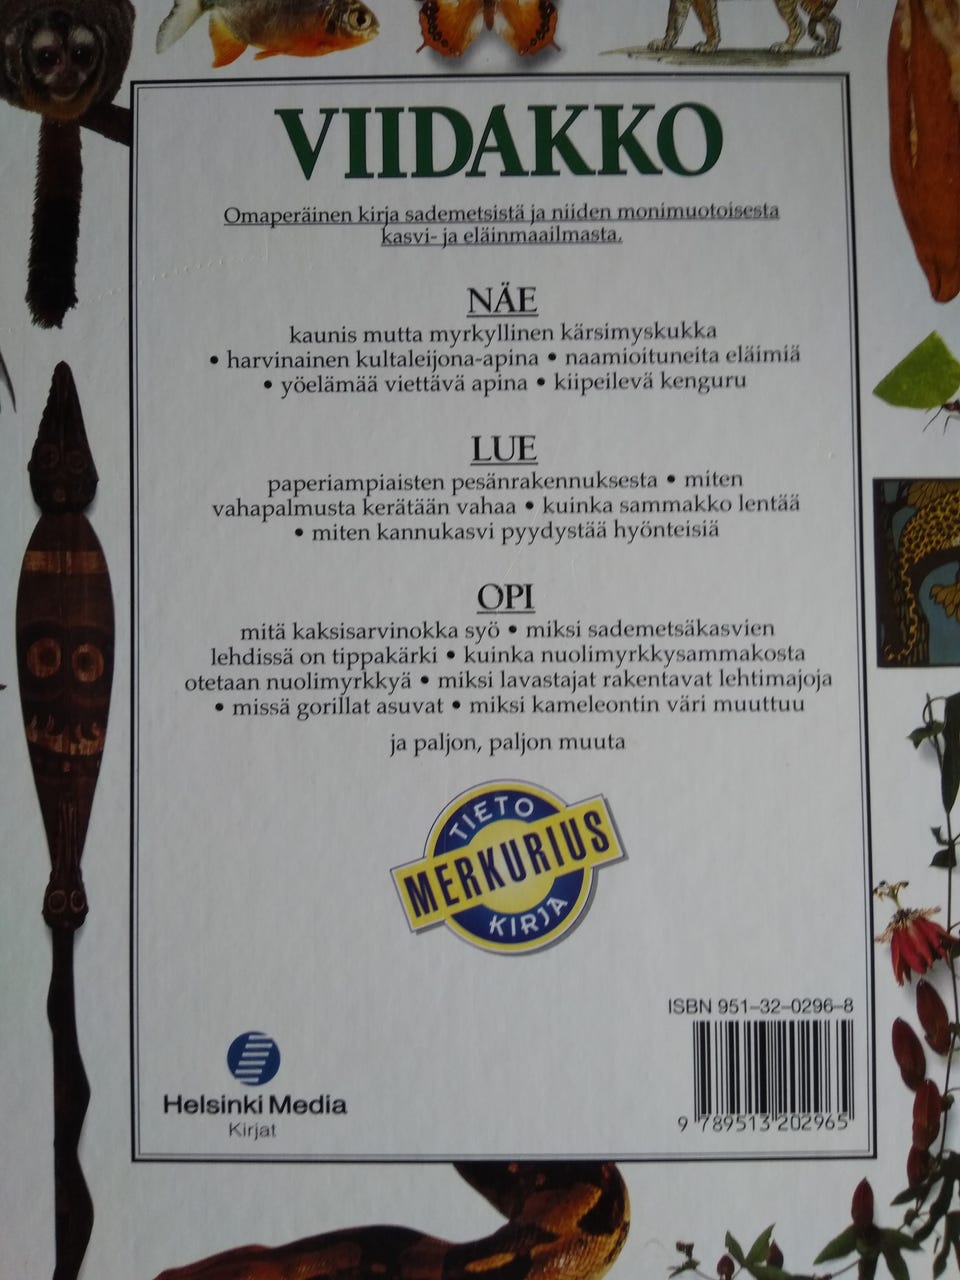 VIIDAKKO
Omaperäinen kirja sademetsistä ja niiden monimuotoisesta
kasvi- ja eläinmaailmasta.
NÄE
kaunis mutta myrkyllinen kärsimyskukka
• harvinainen kultaleijona-apina • naamioituneita eläimiä
• yöelämää viettävä apina • kiipeilevä kenguru
LUE
paperiampiaisten pesänrakennuksesta • miten
vahapalmusta kerätään vahaa • kuinka sammakko lentää
• miten kannukasvi pyydystää hyönteisiä
OPI
mitä kaksisarvinokka syö • miksi sademetsäkasvien
lehdissä on tippakärki • kuinka nuolimyrkkysammakosta
otetaan nuolimyrkkyä • miksi lavastajat rakentavat lehtimajoja
• missä gorillat asuvat • miksi kameleontin väri muuttuu
ja paljon, paljon muuta
TIETO
MERKURIUS
KIRJA
ISBN 951-32-0296-8
9 789513 202965
Helsinki Media
Kirjat